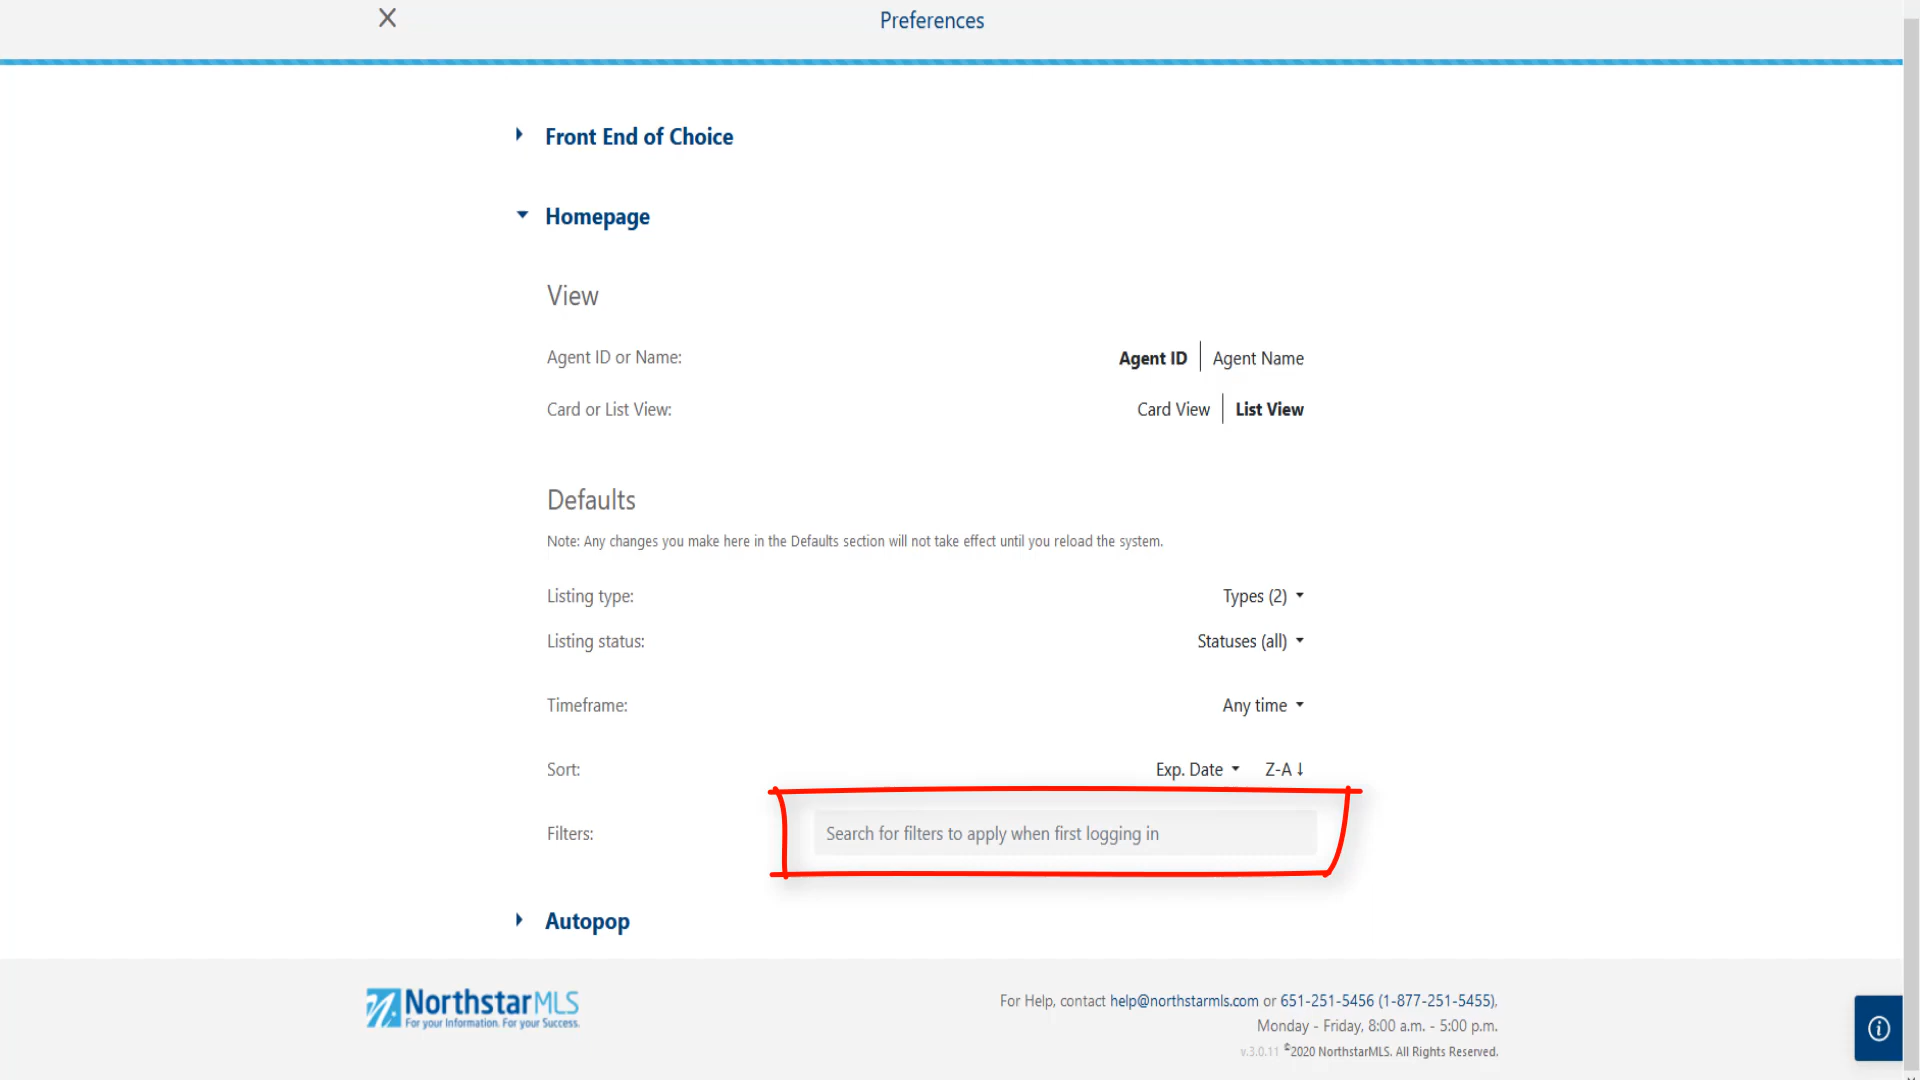 Preferences
Front End of Choice
Homepage
View
Agent ID or Name: Agent ID Agent Name
Card or List View: Card View List View
Defaults
Note: Any changes you make here in the Defaults section will not take effect until you reload the system.
Listing type: Types (2)
Listing status: Statuses (all)
Timeframe: Any time
Sort: Exp. Date Z-A ↓
Filters: Search for filters to apply when first logging in
Autopop
NorthstarMLS
For your Information. For your Success.
For Help, contact help@northstarmls.com or 651-251-5456 (1-877-251-5455),
Monday - Friday, 8:00 a.m. - 5:00 p.m.
v.3.0.11 ©2020 NorthstarMLS. All Rights Reserved.